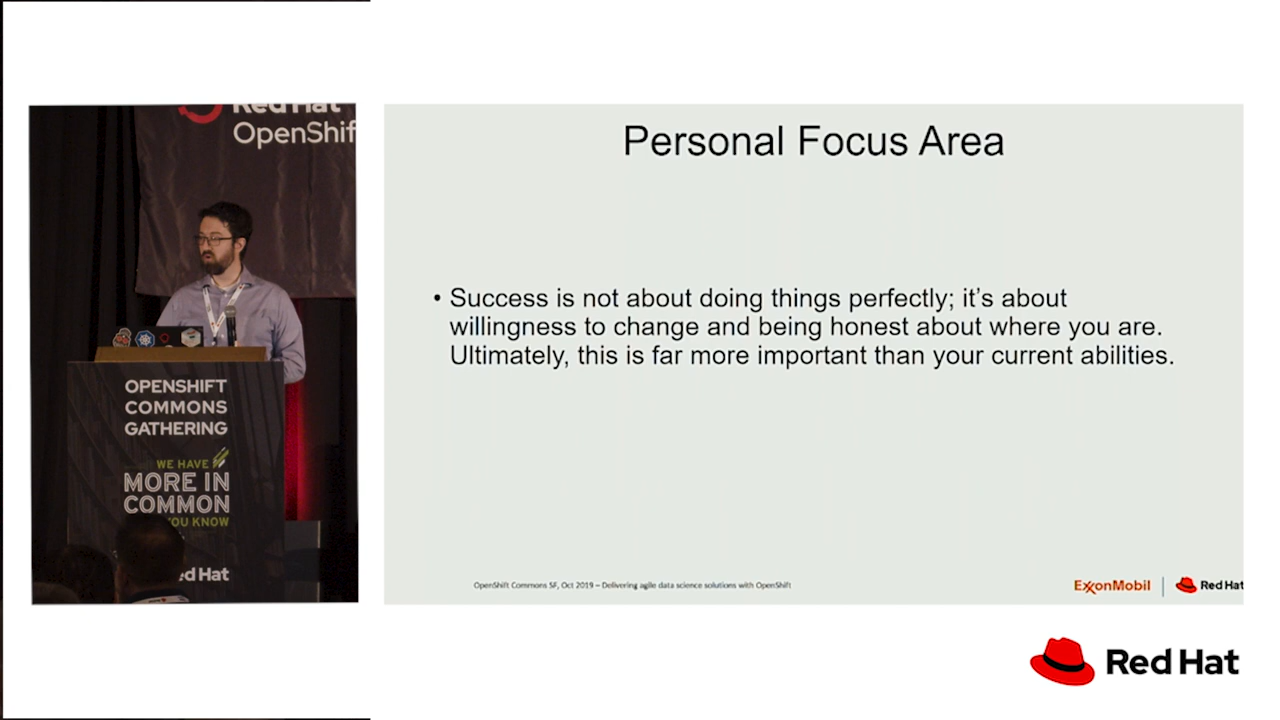 Red Hat
OpenShif
OPENSHIFT
COMMONS
GATHERING
WE HAVE
MORE IN
COMMON
YOU KNOW
ed Hat
Personal Focus Area
• Success is not about doing things perfectly; it’s about
willingness to change and being honest about where you are.
Ultimately, this is far more important than your current abilities.
OpenShift Commons SF, Oct 2019 – Delivering agile data science solutions with OpenShift
ExxonMobil
Red Hat
Red Hat